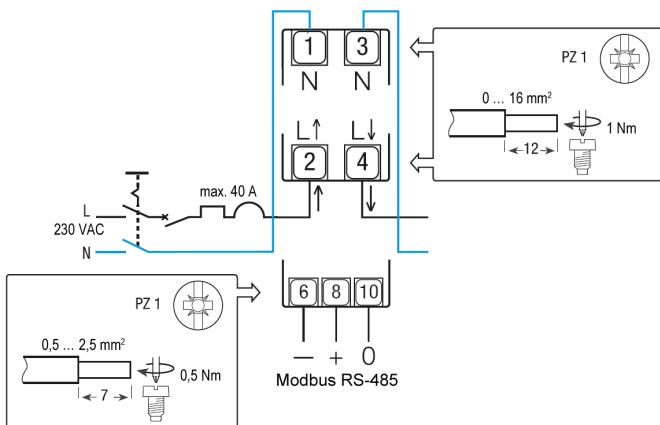 1 3
N N
PZ 1
0 ... 16 mm²
1 Nm
12
L L
2 4
max. 40 A
L
230 VAC
N
6 8 10
– + 0
Modbus RS-485
PZ 1
0,5 ... 2,5 mm²
0,5 Nm
7